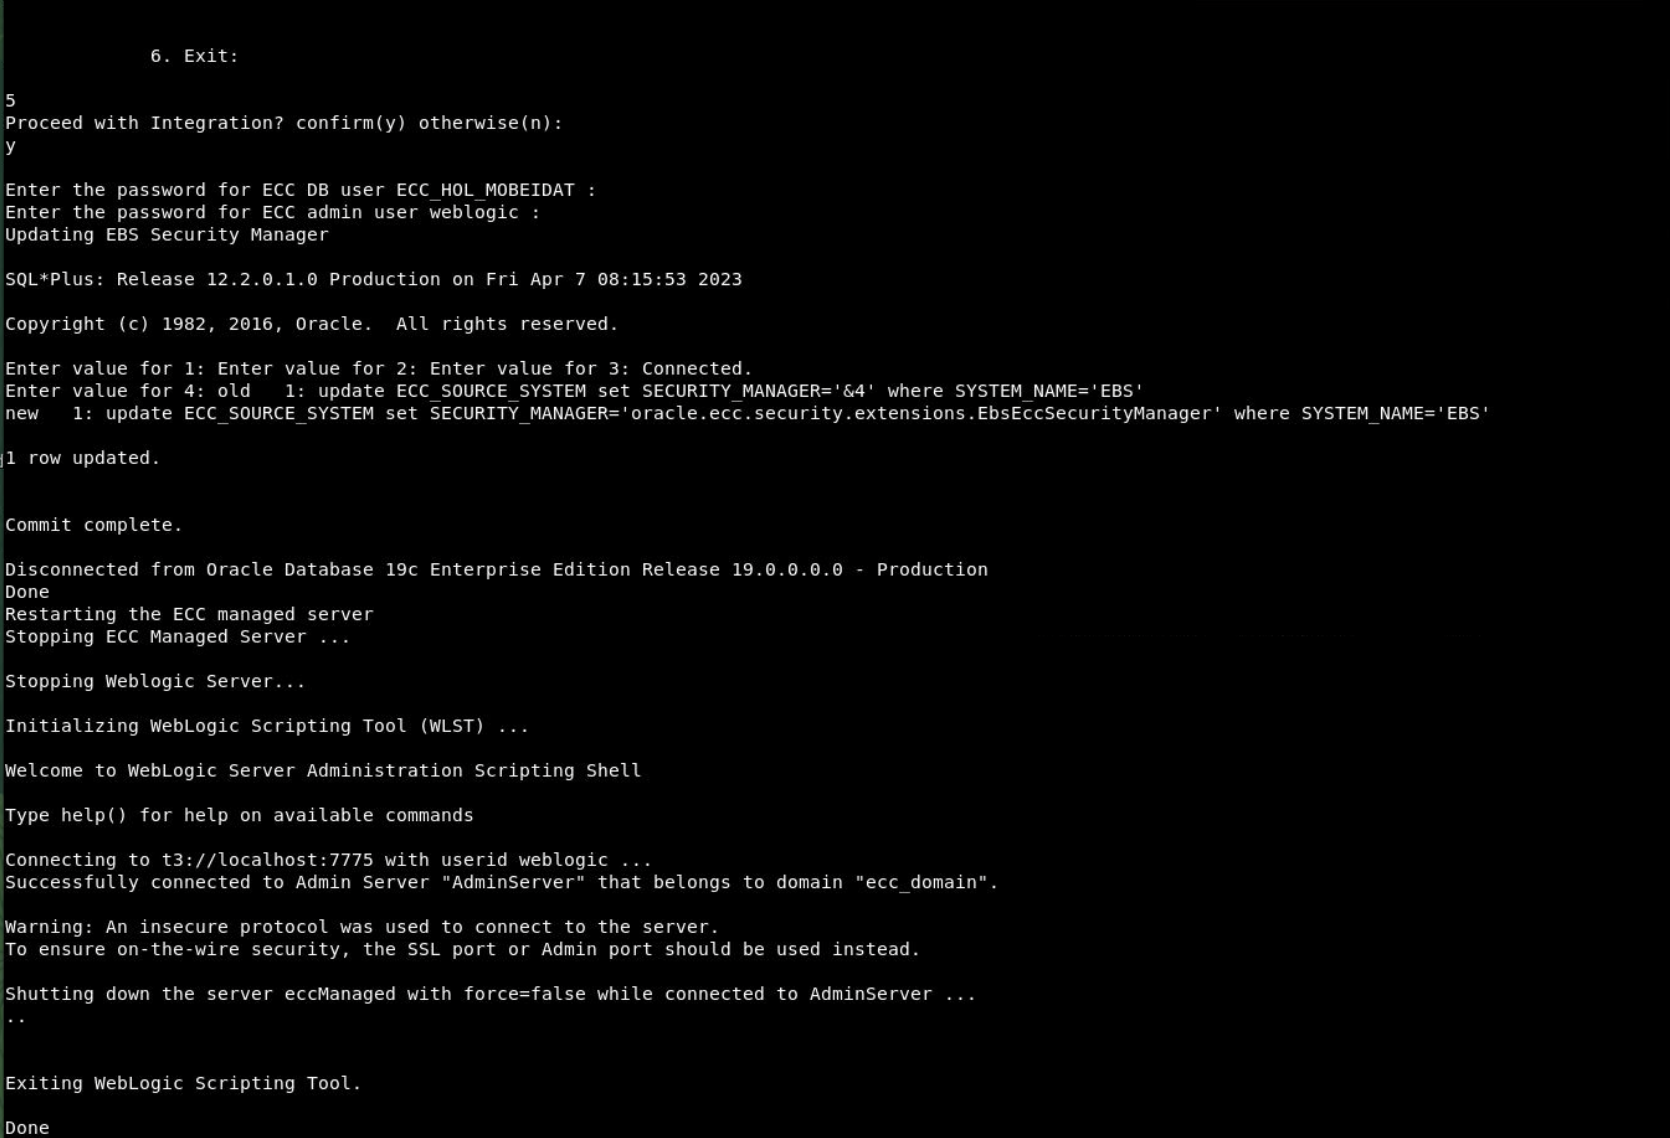 6. Exit:
5
Proceed with Integration? confirm(y) otherwise(n):
y
Enter the password for ECC DB user ECC_HOL_MOBEIDAT :
Enter the password for ECC admin user weblogic :
Updating EBS Security Manager
SQL*Plus: Release 12.2.0.1.0 Production on Fri Apr 7 08:15:53 2023
Copyright (c) 1982, 2016, Oracle.  All rights reserved.
Enter value for 1: Enter value for 2: Enter value for 3: Connected.
Enter value for 4: old   1: update ECC_SOURCE_SYSTEM set SECURITY_MANAGER='&4' where SYSTEM_NAME='EBS'
new   1: update ECC_SOURCE_SYSTEM set SECURITY_MANAGER='oracle.ecc.security.extensions.EbsEccSecurityManager' where SYSTEM_NAME='EBS'
1 row updated.
Commit complete.
Disconnected from Oracle Database 19c Enterprise Edition Release 19.0.0.0.0 - Production
Done
Restarting the ECC managed server
Stopping ECC Managed Server ...
Stopping Weblogic Server...
Initializing WebLogic Scripting Tool (WLST) ...
Welcome to WebLogic Server Administration Scripting Shell
Type help() for help on available commands
Connecting to t3://localhost:7775 with userid weblogic ...
Successfully connected to Admin Server "AdminServer" that belongs to domain "ecc_domain".
Warning: An insecure protocol was used to connect to the server.
To ensure on-the-wire security, the SSL port or Admin port should be used instead.
Shutting down the server eccManaged with force=false while connected to AdminServer ...
..
Exiting WebLogic Scripting Tool.
Done